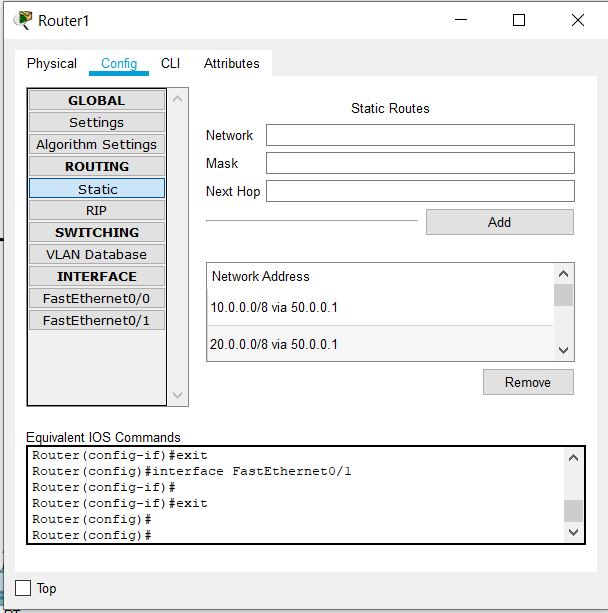 Router1
Physical Config CLI Attributes
GLOBAL
Settings
Algorithm Settings
ROUTING
Static
RIP
SWITCHING
VLAN Database
INTERFACE
FastEthernet0/0
FastEthernet0/1
Static Routes
Network
Mask
Next Hop
Add
Network Address
10.0.0.0/8 via 50.0.0.1
20.0.0.0/8 via 50.0.0.1
Remove
Equivalent IOS Commands
Router(config-if)#exit
Router(config)#interface FastEthernet0/1
Router(config-if)#
Router(config-if)#exit
Router(config)#
Router(config)#
Top